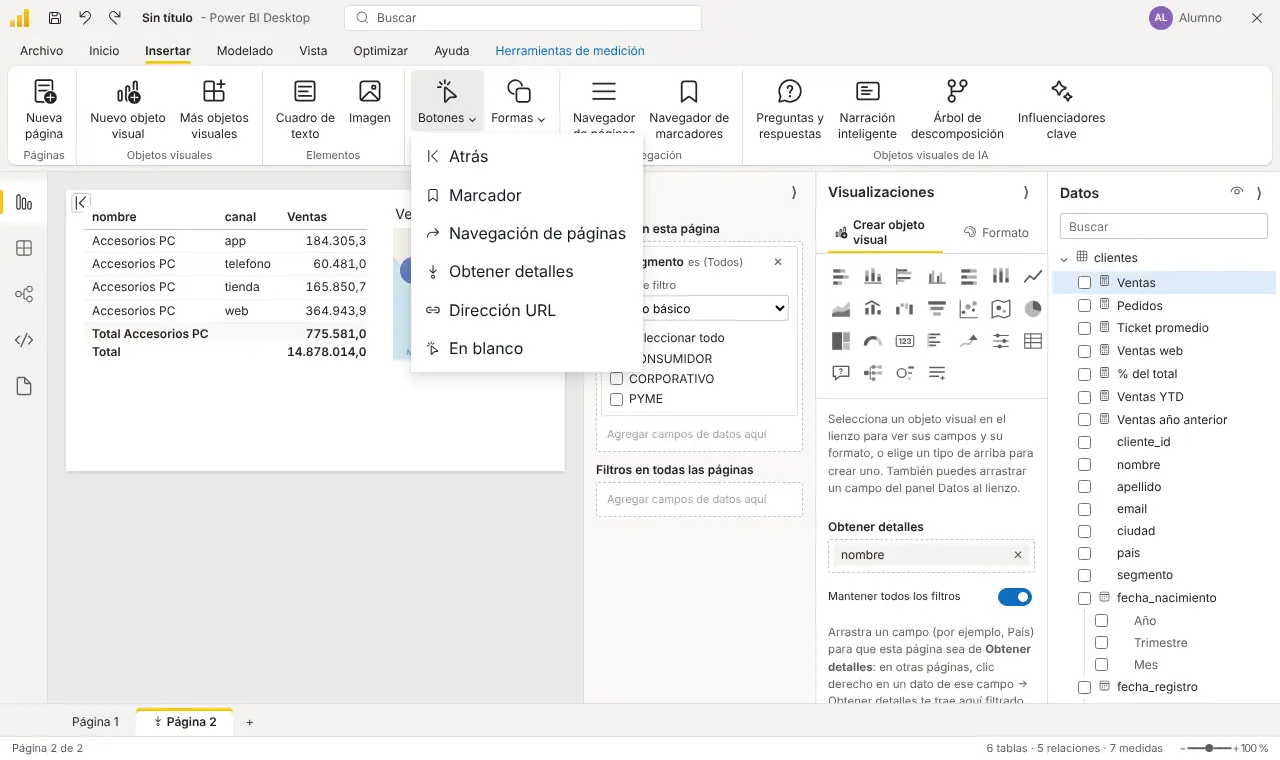 Sin título - Power BI Desktop
Buscar
AL Alumno
Archivo Inicio Insertar Modelado Vista Optimizar Ayuda Herramientas de medición
Nueva página
Nuevo objeto visual
Más objetos visuales
Cuadro de texto
Imagen
Botones
Formas
Navegador de páginas
Navegador de marcadores
Preguntas y respuestas
Narración inteligente
Árbol de descomposición
Influenciadores clave
Páginas
Objetos visuales
Elementos
Objetos visuales de IA
Atrás
Marcador
Navegación de páginas
Obtener detalles
Dirección URL
En blanco
nombre canal Ventas
Accesorios PC app 184.305,3
Accesorios PC telefono 60.481,0
Accesorios PC tienda 165.850,7
Accesorios PC web 364.943,9
Total Accesorios PC 775.581,0
Total 14.878.014,0
Ve
en esta página
es (Todos)
filtro
básico
CORPORATIVO
PYME
Agregar campos de datos aquí
Filtros en todas las páginas
Agregar campos de datos aquí
Visualizaciones
Crear objeto visual
Formato
123
Selecciona un objeto visual en el
lienzo para ver sus campos y su
formato, o elige un tipo de arriba para
crear uno. También puedes arrastrar
un campo del panel Datos al lienzo.
Obtener detalles
nombre
Mantener todos los filtros
Arrastra un campo (por ejemplo, País)
para que esta página sea de Obtener
detalles: en otras páginas, clic
derecho en un dato de ese campo →
Obtener detalles te trae aquí filtrado
Datos
Buscar
clientes
Ventas
Pedidos
Ticket promedio
Ventas web
% del total
Ventas YTD
Ventas año anterior
cliente_id
nombre
apellido
email
ciudad
pais
segmento
fecha_nacimiento
Año
Trimestre
Mes
fecha_registro
Página 1
Página 2
+
Página 2 de 2
6 tablas · 5 relaciones · 7 medidas
- + 100 %